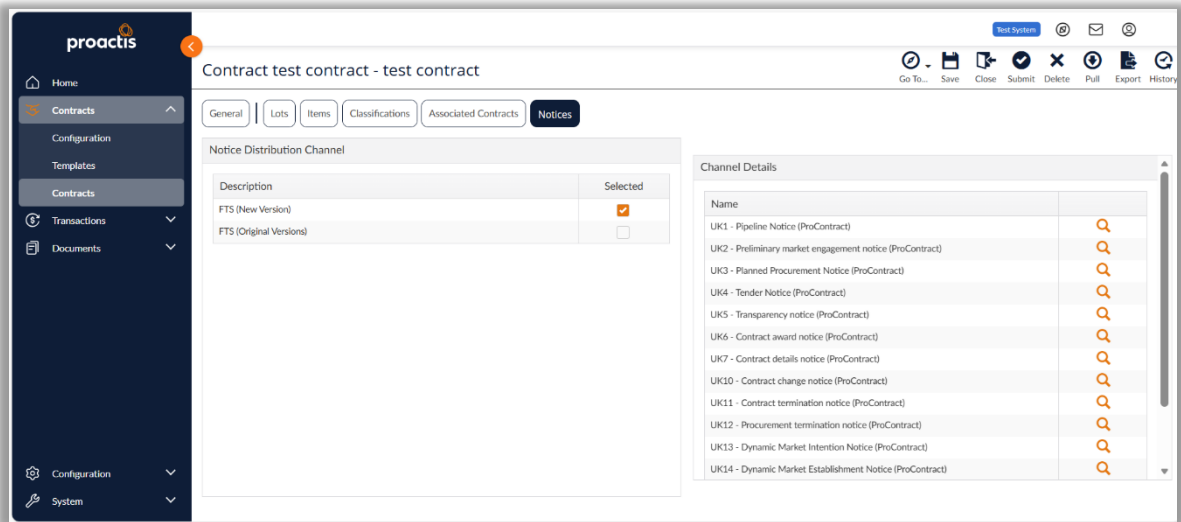 proactis
Test System
Home
Contracts
Configuration
Templates
Contracts
Transactions
Documents
Configuration
System
Contract test contract - test contract
Go To... Save Close Submit Delete Pull Export History
General Lots Items Classifications Associated Contracts Notices
Notice Distribution Channel
Description Selected
FTS (New Version)
FTS (Original Versions)
Channel Details
Name
UK1 - Pipeline Notice (ProContract)
UK2 - Preliminary market engagement notice (ProContract)
UK3 - Planned Procurement Notice (ProContract)
UK4 - Tender Notice (ProContract)
UK5 - Transparency notice (ProContract)
UK6 - Contract award notice (ProContract)
UK7 - Contract details notice (ProContract)
UK10 - Contract change notice (ProContract)
UK11 - Contract termination notice (ProContract)
UK12 - Procurement termination notice (ProContract)
UK13 - Dynamic Market Intention Notice (ProContract)
UK14 - Dynamic Market Establishment Notice (ProContract)